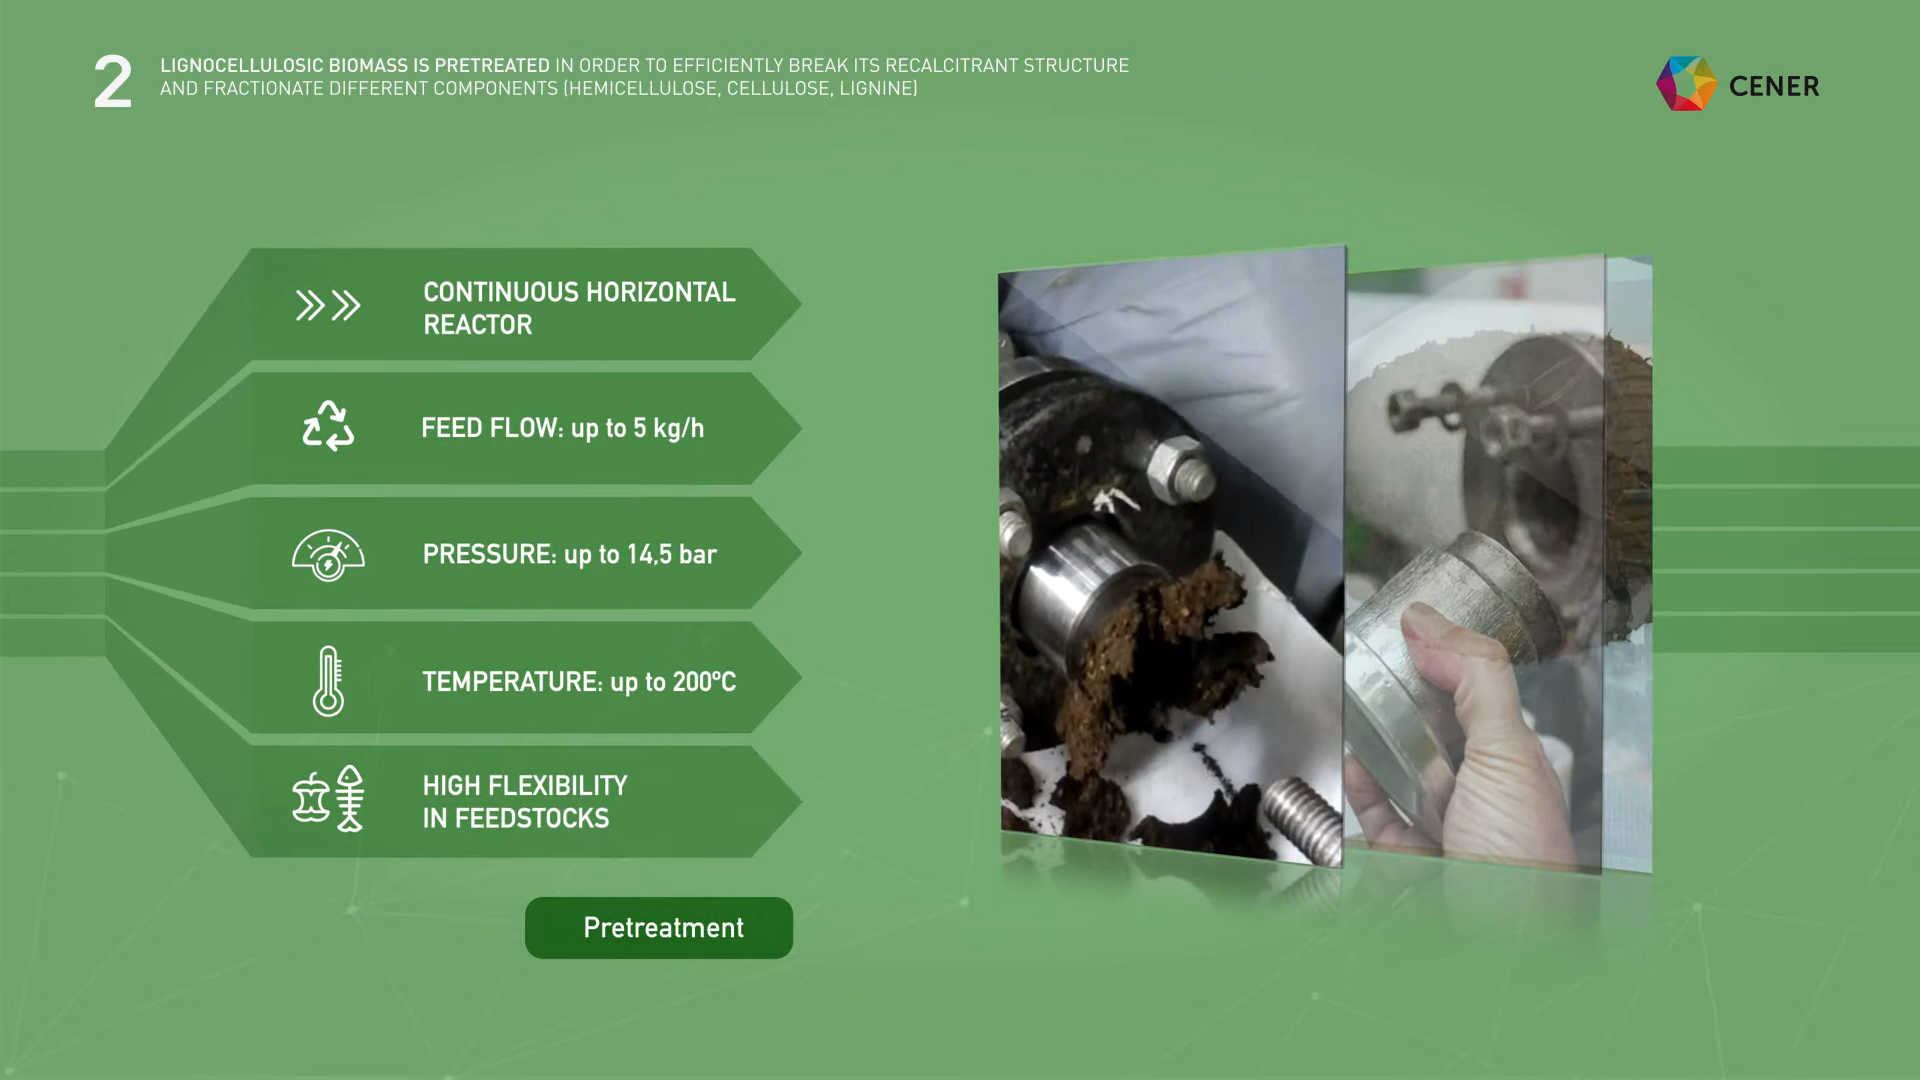 2
LIGNOCELLULOSIC BIOMASS IS PRETREATED IN ORDER TO EFFICIENTLY BREAK ITS RECALCITRANT STRUCTURE
AND FRACTIONATE DIFFERENT COMPONENTS (HEMICELLULOSE, CELLULOSE, LIGNINE)
CENER
CONTINUOUS HORIZONTAL
REACTOR
FEED FLOW: up to 5 kg/h
PRESSURE: up to 14,5 bar
TEMPERATURE: up to 200ºC
HIGH FLEXIBILITY
IN FEEDSTOCKS
Pretreatment